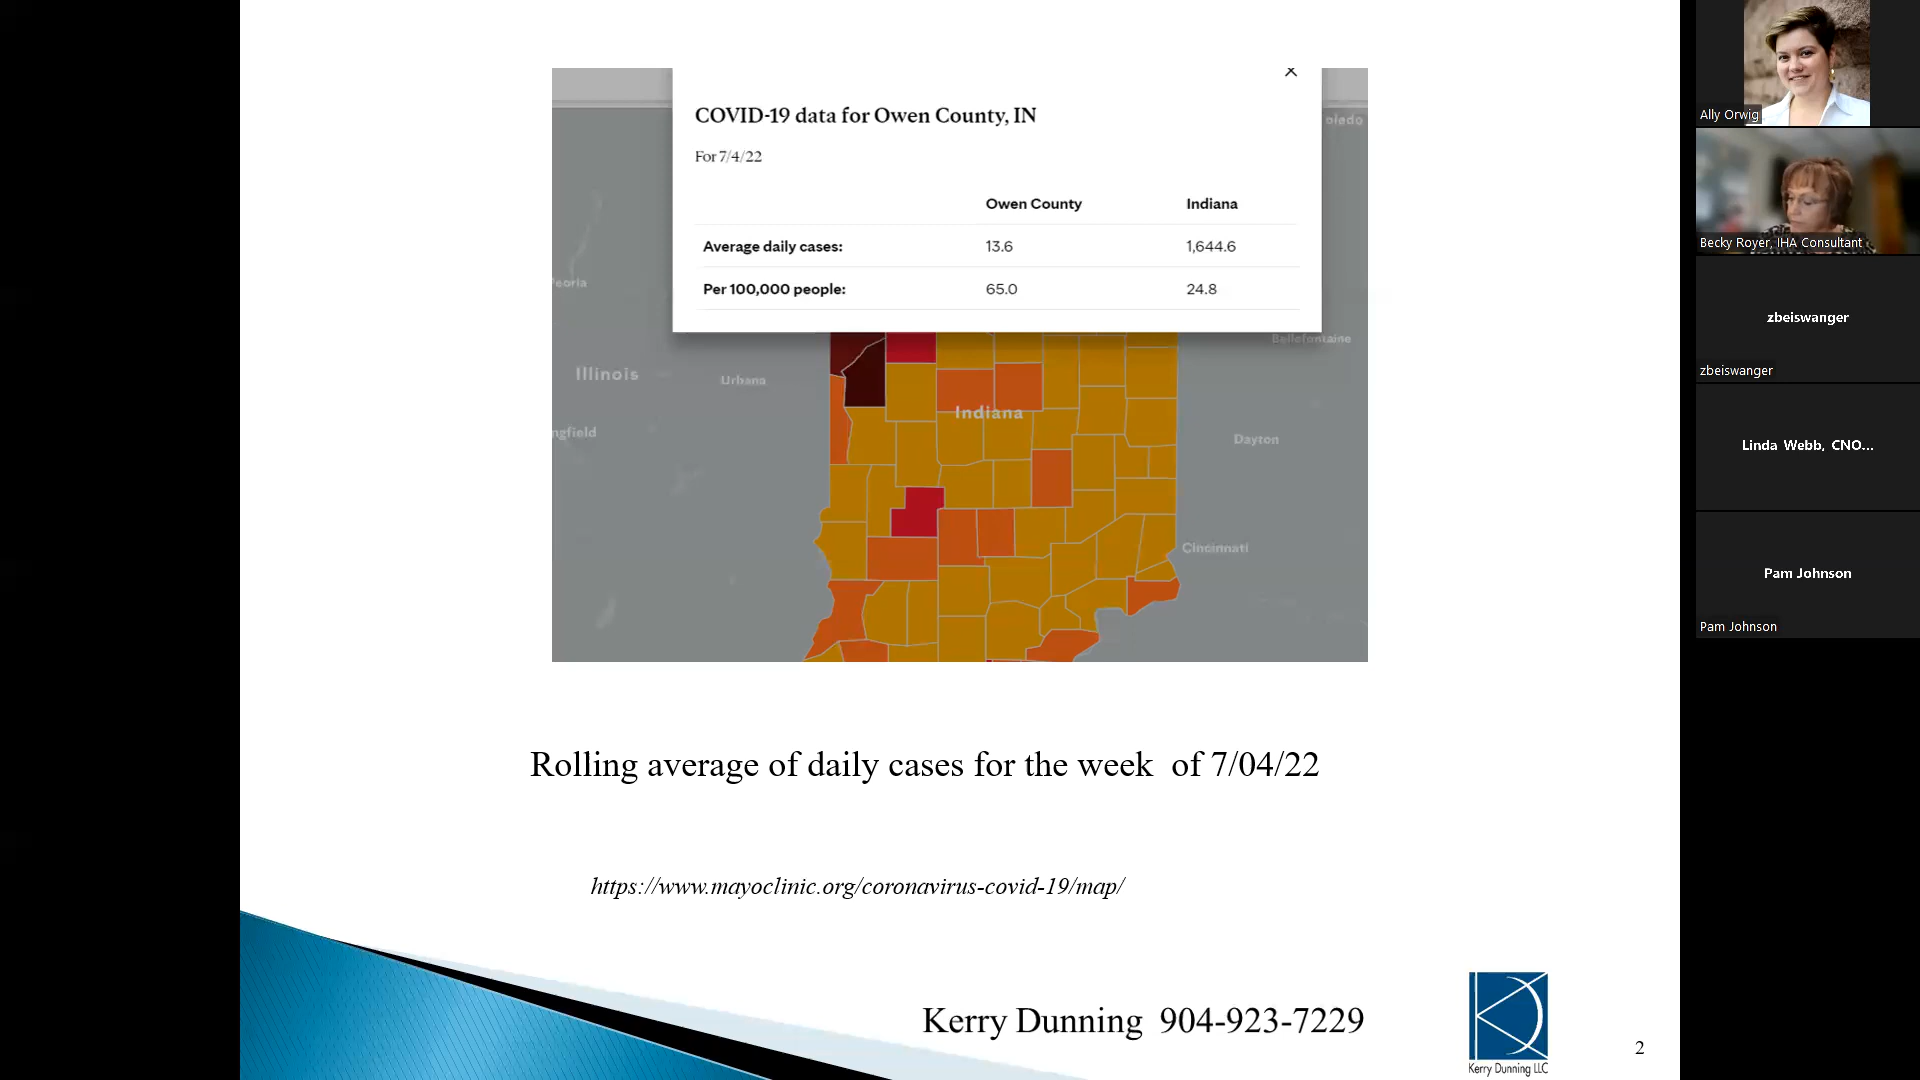 COVID-19 data for Owen County, IN
For 7/4/22
Owen County Indiana
Average daily cases: 13.6 1,644.6
Per 100,000 people: 65.0 24.8
oledo
Peoria
Bellefontaine
Illinois
Urbana
Indiana
ngfield
Dayton
Cincinnati
Rolling average of daily cases for the week of 7/04/22
https://www.mayoclinic.org/coronavirus-covid-19/map/
Kerry Dunning 904-923-7229
Kerry Dunning LLC
2
Ally Orwig
Becky Royer, IHA Consultant
zbeiswanger
zbeiswanger
Linda Webb, CNO...
Pam Johnson
Pam Johnson